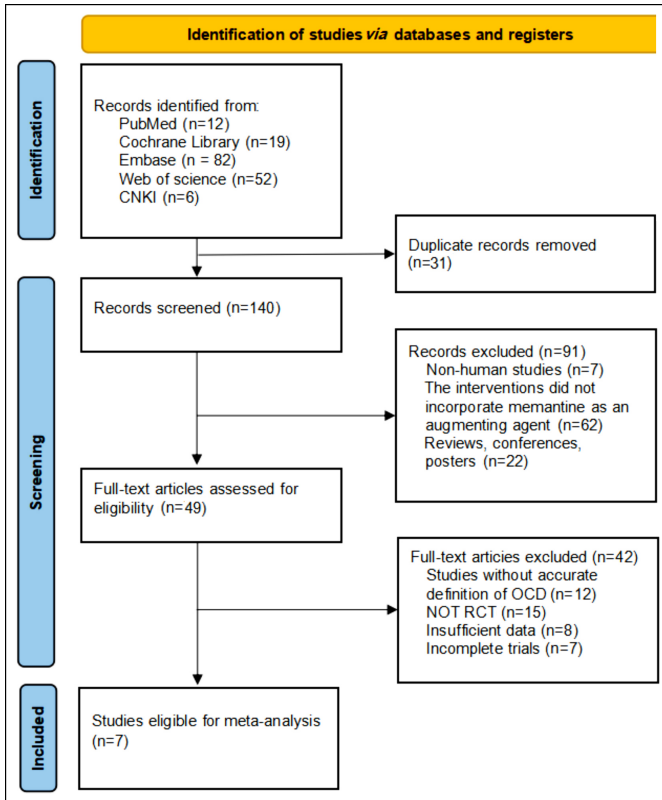 Identification of studies via databases and registers
Identification
Records identified from:
PubMed (n=12)
Cochrane Library (n=19)
Embase (n = 82)
Web of science (n=52)
CNKI (n=6)
Duplicate records removed
(n=31)
Screening
Records screened (n=140)
Records excluded (n=91)
Non-human studies (n=7)
The interventions did not
incorporate memantine as an
augmenting agent (n=62)
Reviews, conferences,
posters (n=22)
Full-text articles assessed for
eligibility (n=49)
Full-text articies excluded (n=42)
Studies without accurate
definition of OCD (n=12)
NOT RCT (n=15)
Insufficient data (n=8)
Incomplete trials (n=7)
Included
Studies eligible for meta-analysis
(n=7)